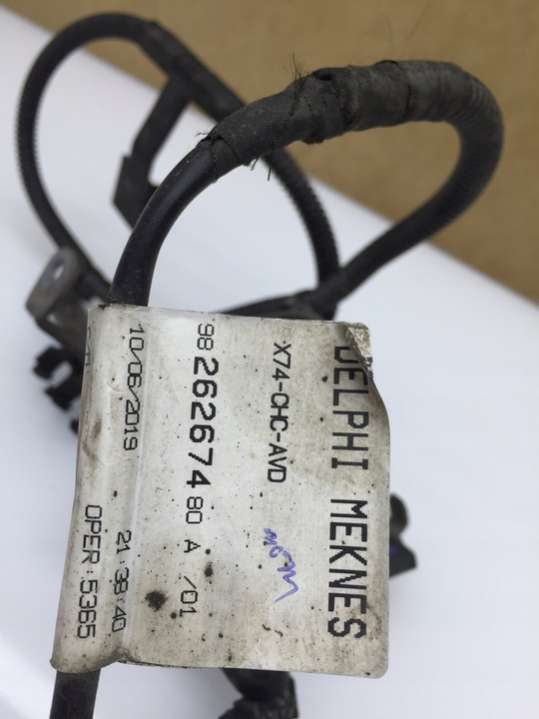 DELPHI MEKNES
X74-CHC-AVD
98 262674 80 A /01
10/06/2019 21:38:40
OPER:5365